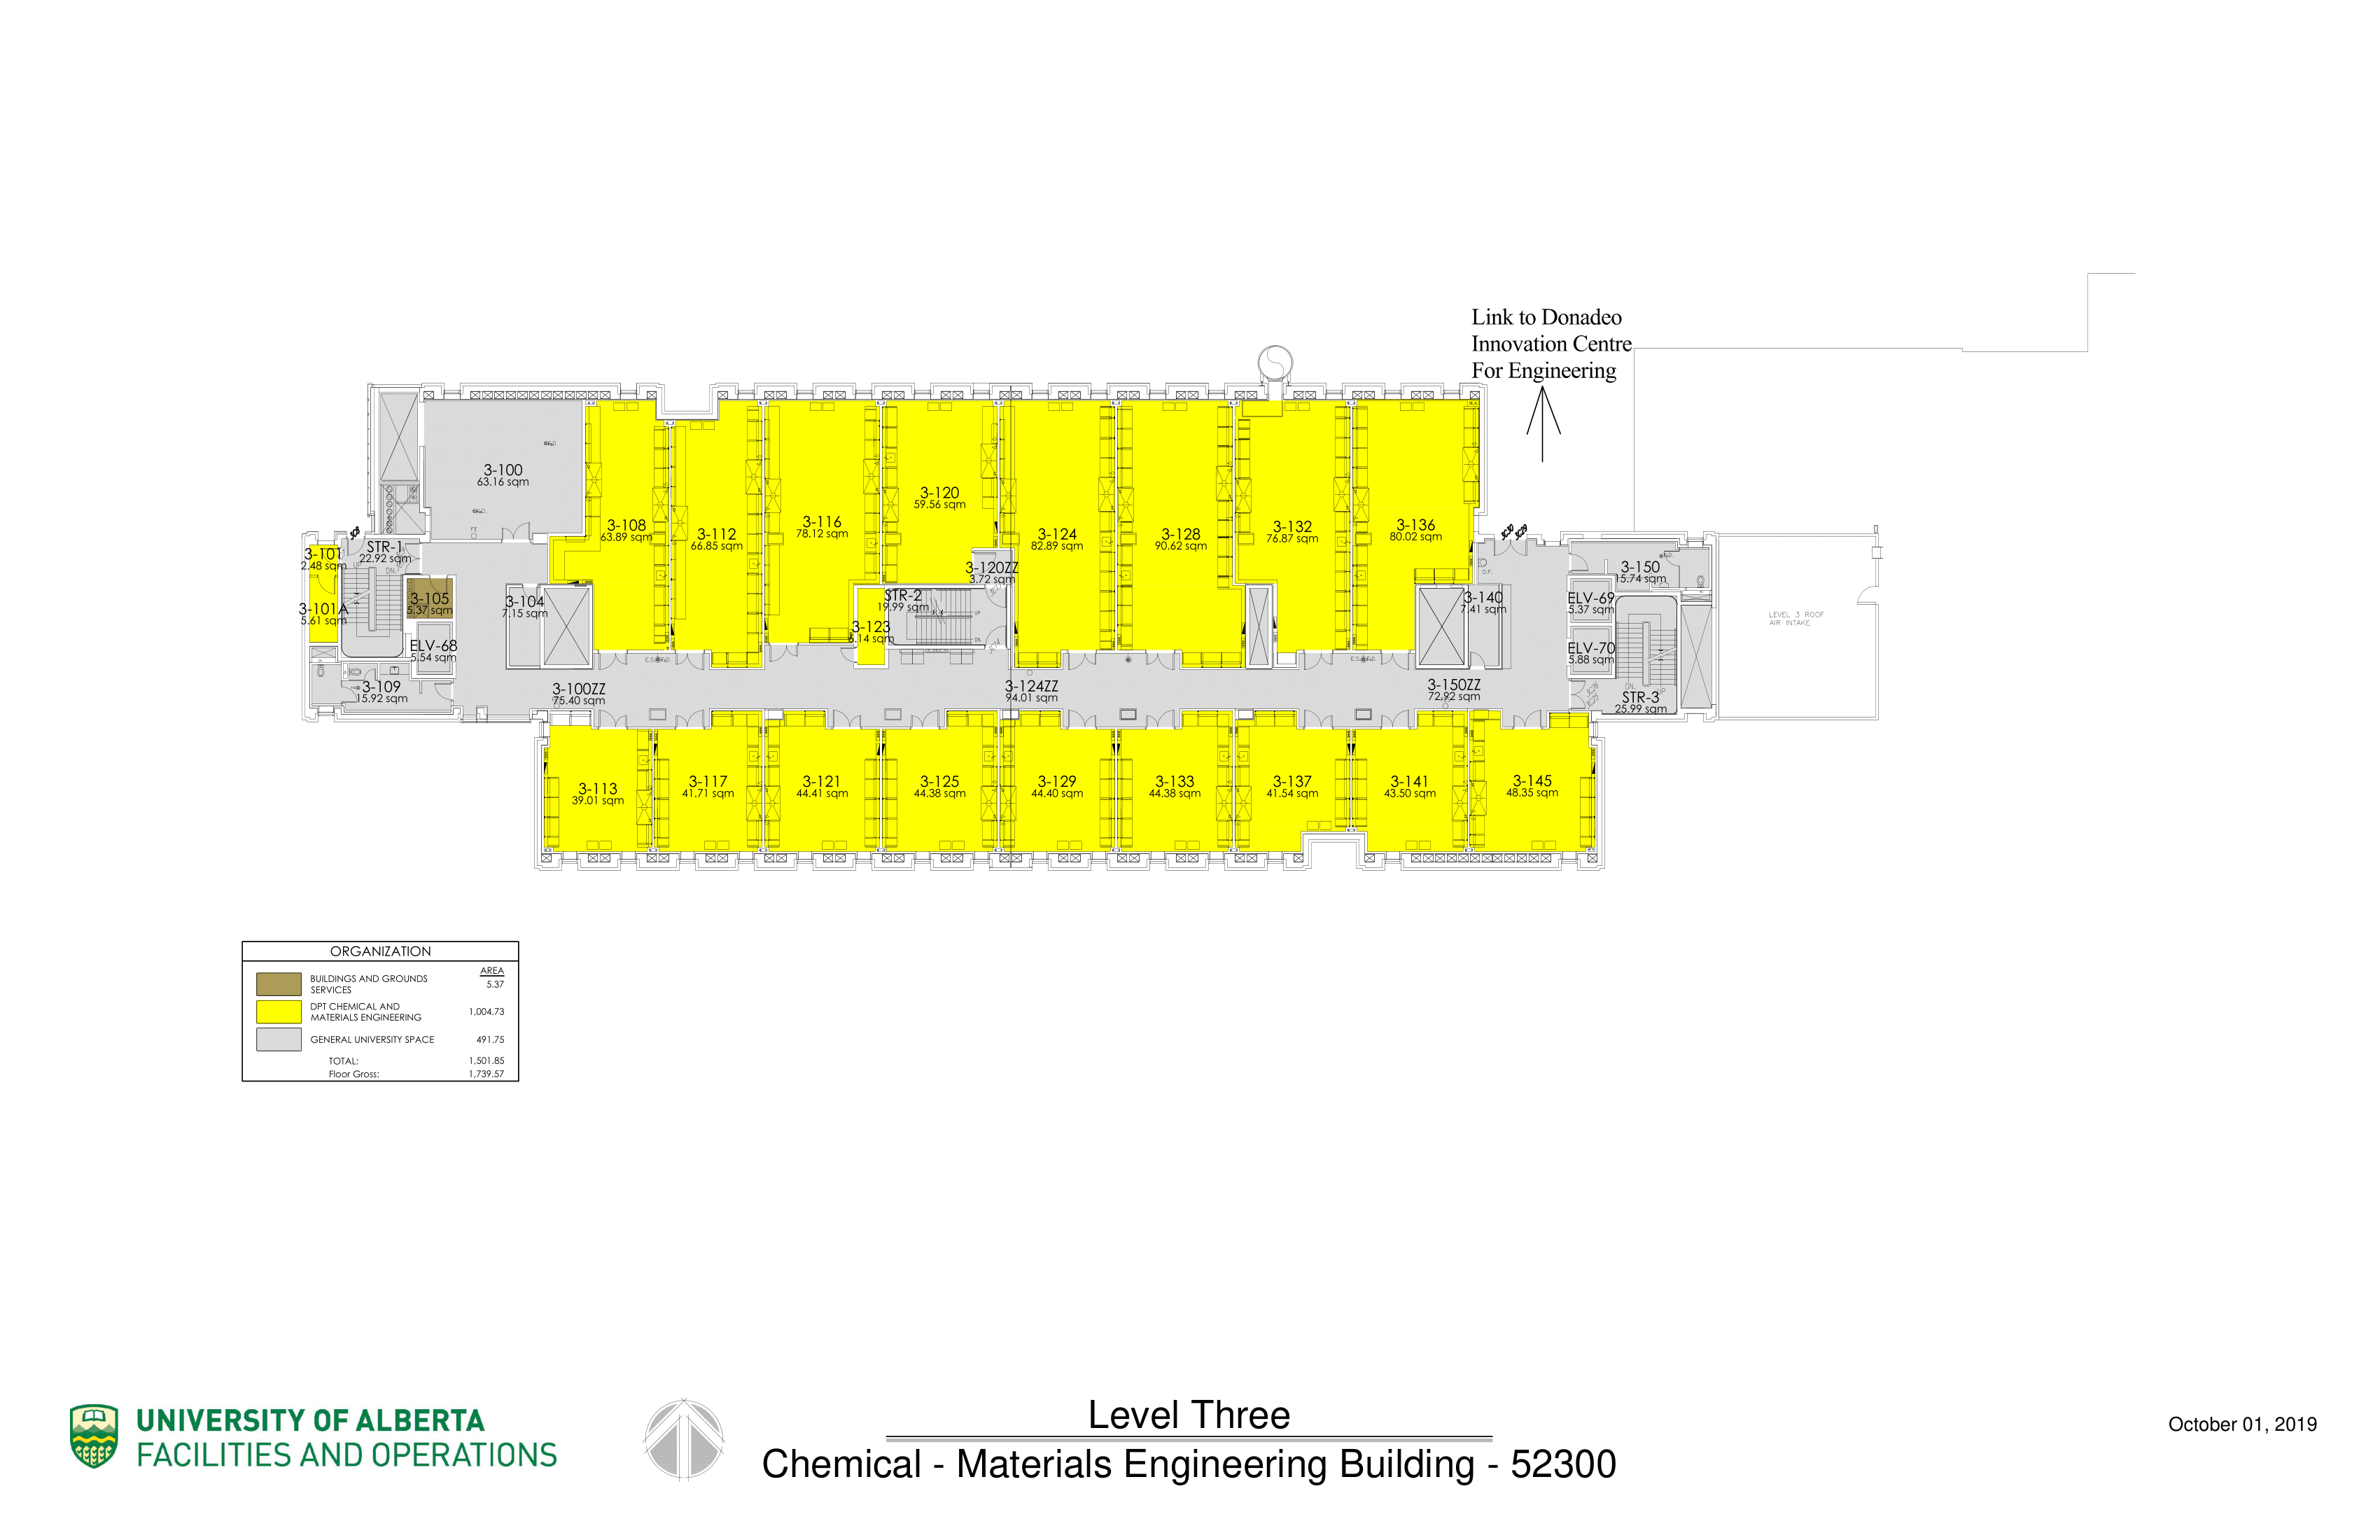 Link to Donadeo
Innovation Centre
For Engineering
3-100
63.16 sqm
3-108
63.89 sqm
3-112
66.85 sqm
3-116
78.12 sqm
3-120
59.56 sqm
3-124
82.89 sqm
3-128
90.62 sqm
3-132
76.87 sqm
3-136
80.02 sqm
3-101
2.48 sqm
STR-1
22.92 sqm
UP
DN.
3-101A
5.61 sqm
3-105
5.37 sqm
ELV-68
5.54 sqm
3-104
7.15 sqm
3-109
15.92 sqm
3-120ZZ
3.72 sqm
STR-2
19.99 sqm
UP
DN.
3-123
6.14 sqm
3-140
7.41 sqm
D.F.
3-150
15.74 sqm
ELV-69
5.37 sqm
ELV-70
5.88 sqm
STR-3
25.99 sqm
DN.
UP
LEVEL 3 ROOF
AIR INTAKE
3-100ZZ
75.40 sqm
3-124ZZ
94.01 sqm
3-150ZZ
72.92 sqm
3-113
39.01 sqm
3-117
41.71 sqm
3-121
44.41 sqm
3-125
44.38 sqm
3-129
44.40 sqm
3-133
44.38 sqm
3-137
41.54 sqm
3-141
43.50 sqm
3-145
48.35 sqm
ORGANIZATION
AREA
BUILDINGS AND GROUNDS
SERVICES 5.37
DPT CHEMICAL AND
MATERIALS ENGINEERING 1,004.73
GENERAL UNIVERSITY SPACE 491.75
TOTAL: 1,501.85
Floor Gross: 1,739.57
UNIVERSITY OF ALBERTA
FACILITIES AND OPERATIONS
Level Three
Chemical - Materials Engineering Building - 52300
October 01, 2019